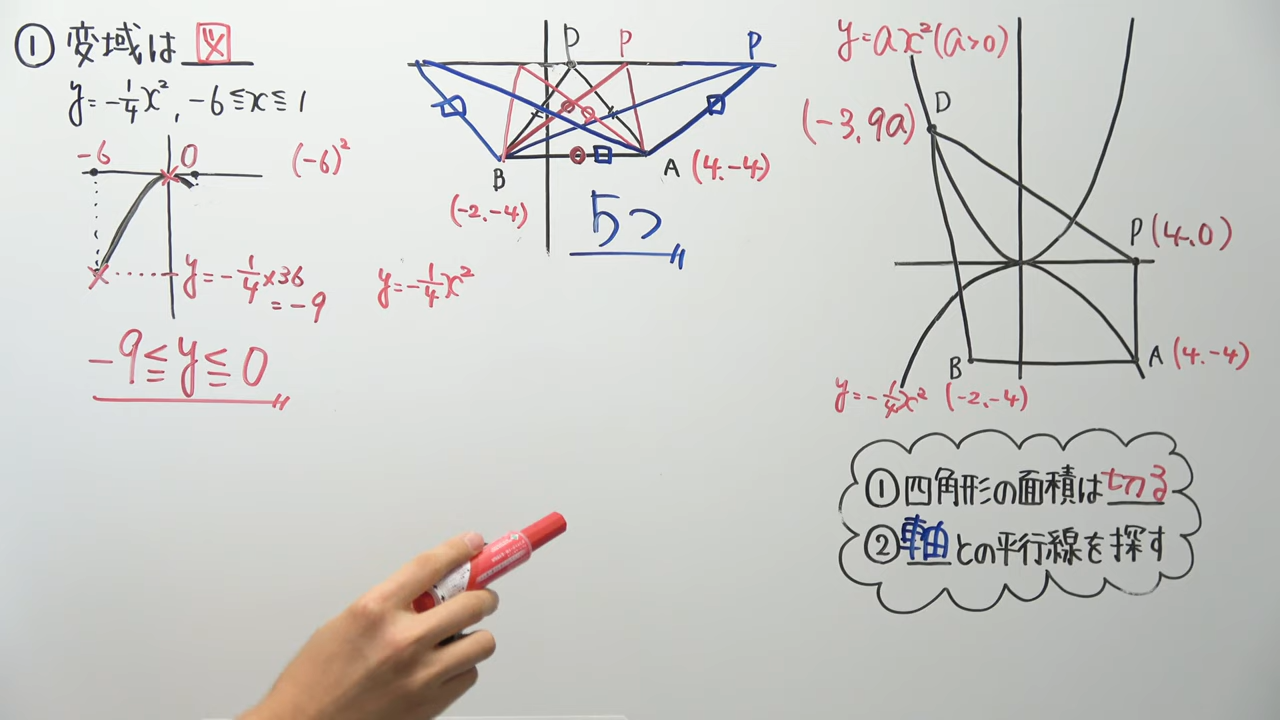 ① 変域は 図
y=-1/4x², -6≦x≦1
-6
0
(-6)²
y=-1/4×36
=-9
-9≦y≦0
P
P
P
B
A (4,-4)
(-2,-4)
5つ
y=-1/4x²
y=ax²(a>0)
D
(-3,9a)
P(4,0)
B
A (4,-4)
y=-1/4x²
(-2,-4)
①四角形の面積は切る
②軸との平行線を探す